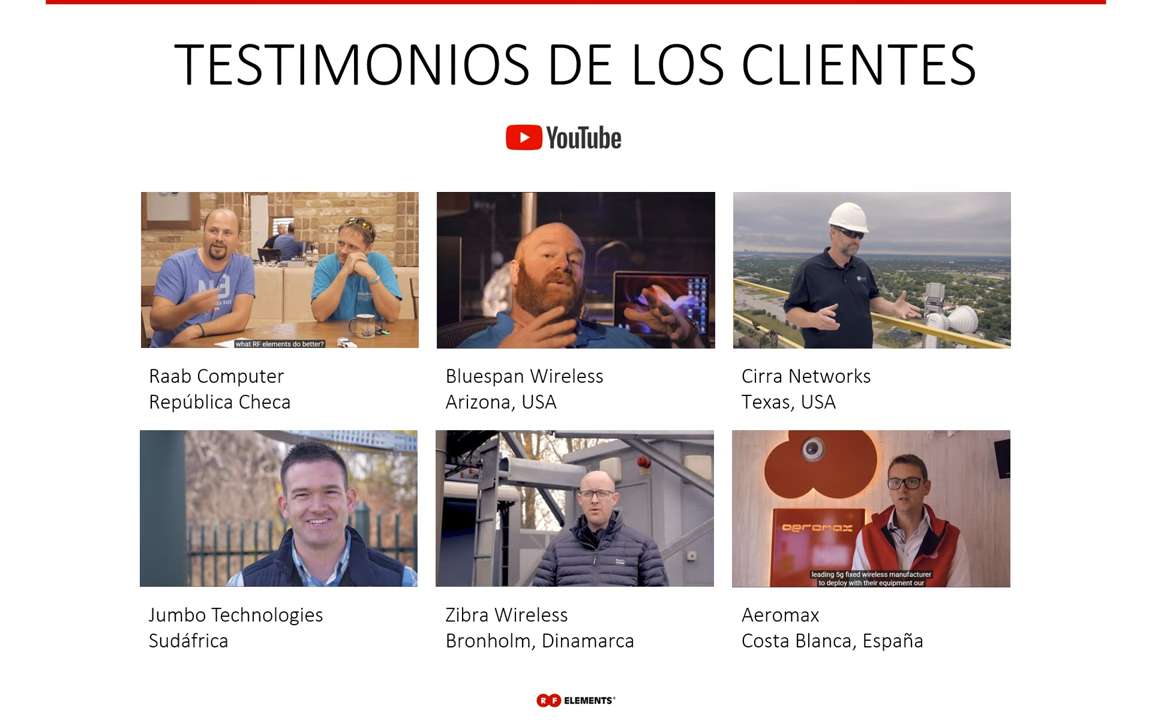 TESTIMONIOS DE LOS CLIENTES
YouTube
what RF elements do better?
Raab Computer
República Checa
Bluespan Wireless
Arizona, USA
Cirra Networks
Texas, USA
aeromax
leading 5g fixed wireless manufacturer
to deploy with their equipment our
Jumbo Technologies
Sudáfrica
Zibra Wireless
Bronholm, Dinamarca
Aeromax
Costa Blanca, España
RF ELEMENTS®